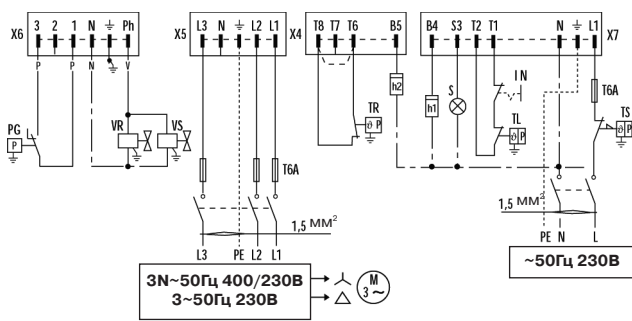 3 2 1 N Ph
X6
P P N V
PG
P
VR VS
L3 N L2 L1
X5
T6A
1,5 мм²
L3 PE L2 L1
3N~50Гц 400/230В
3~50Гц 230В
M
3~
T8 T7 T6 B5
X4
h2
TR
ϑ P
B4 S3 T2 T1 N L1
X7
h1
S
I N
TL
ϑ P
T6A
TS
ϑ P
1,5 мм²
PE N L
~50Гц 230В